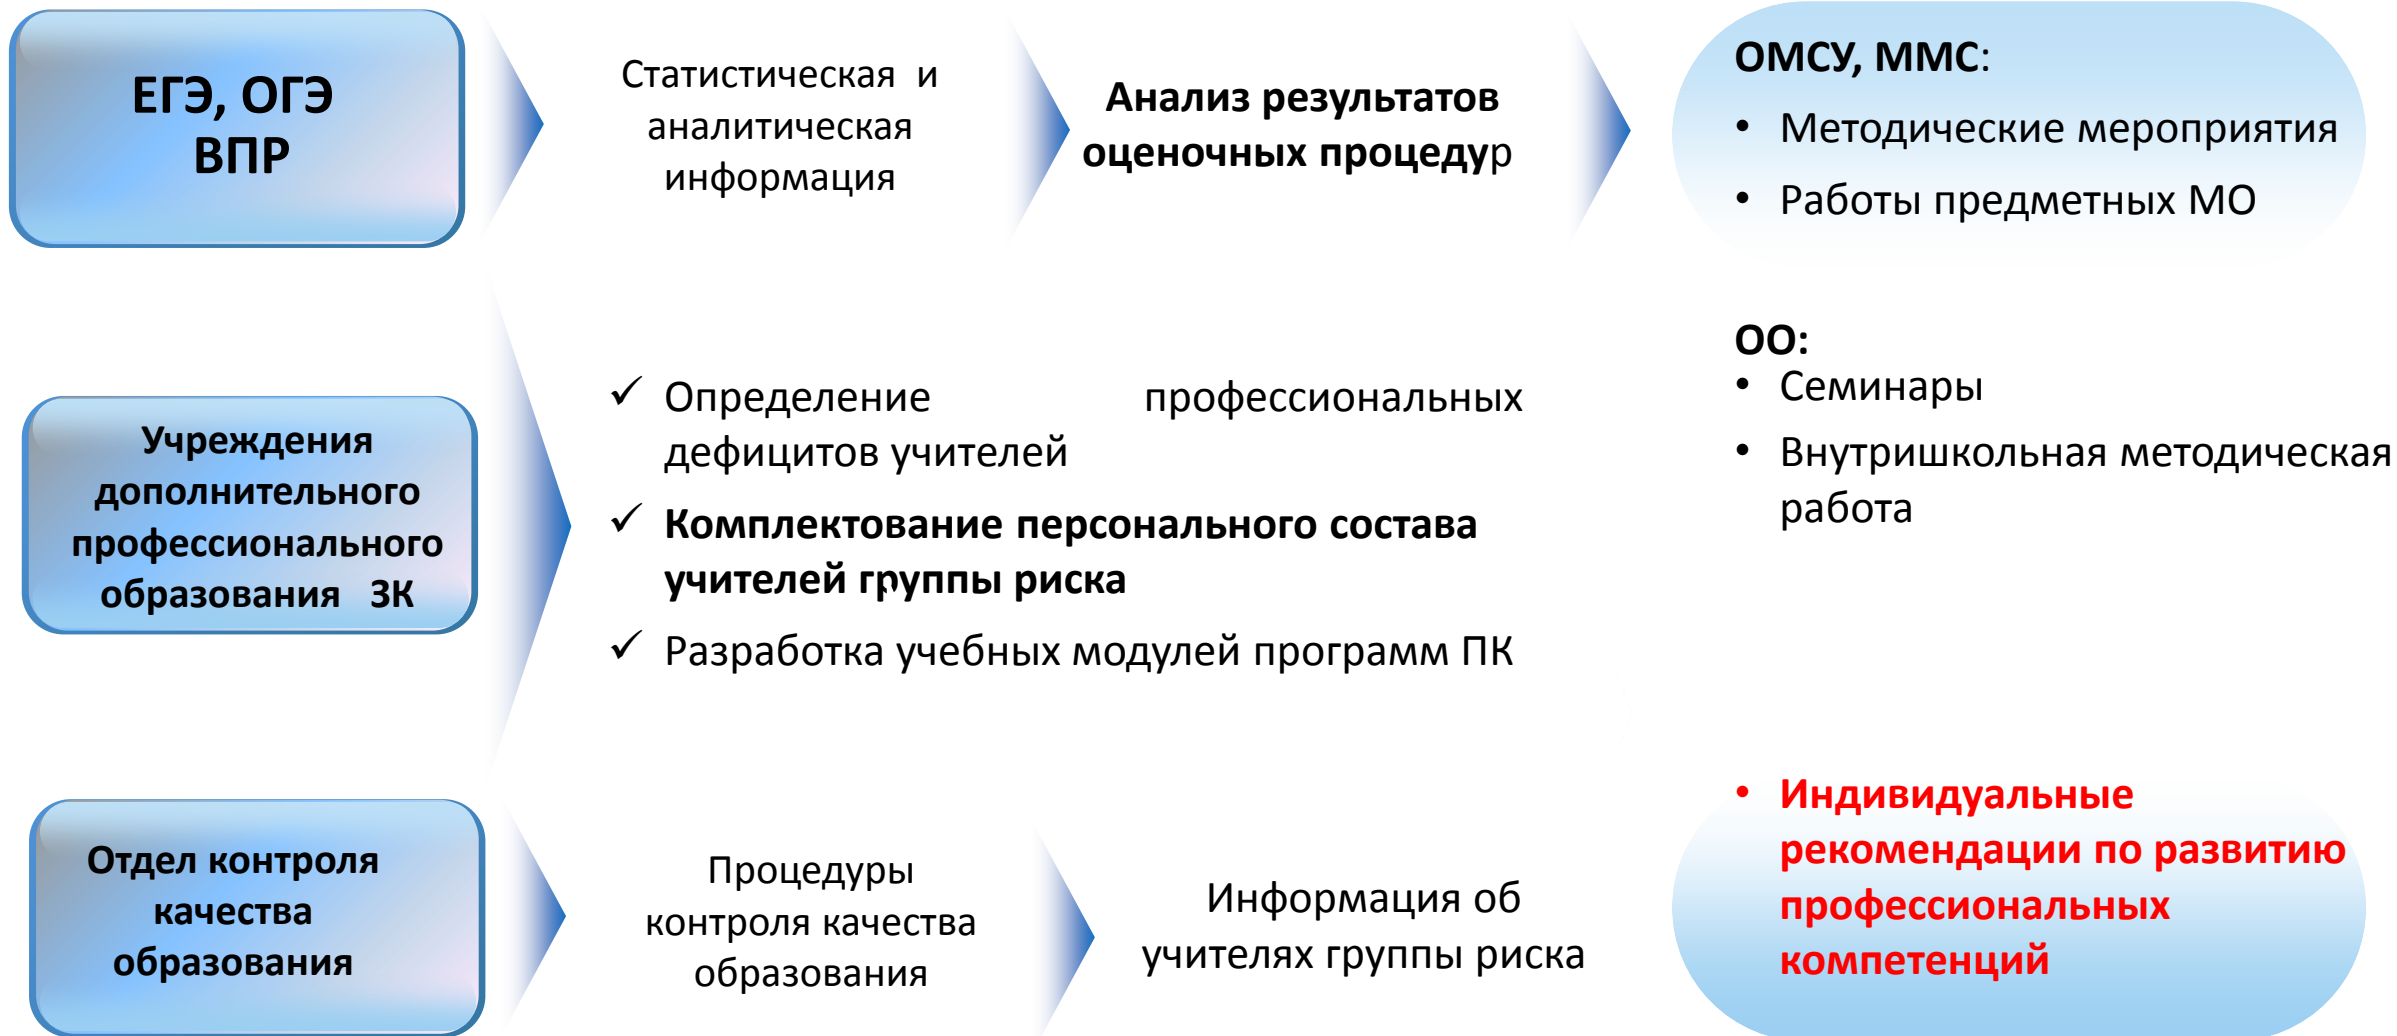 ЕГЭ, ОГЭ
ВПР
Статистическая и
аналитическая
информация
Анализ результатов
оценочных процедур
ОМСУ, ММС:
• Методические мероприятия
• Работы предметных МО
Учреждения
дополнительного
профессионального
образования ЗК
✓ Определение профессиональных
дефицитов учителей
✓ Комплектование персонального состава
учителей группы риска
✓ Разработка учебных модулей программ ПК
ОО:
• Семинары
• Внутришкольная методическая
работа
Отдел контроля
качества
образования
Процедуры
контроля качества
образования
Информация об
учителях группы риска
• Индивидуальные
рекомендации по развитию
профессиональных
компетенций